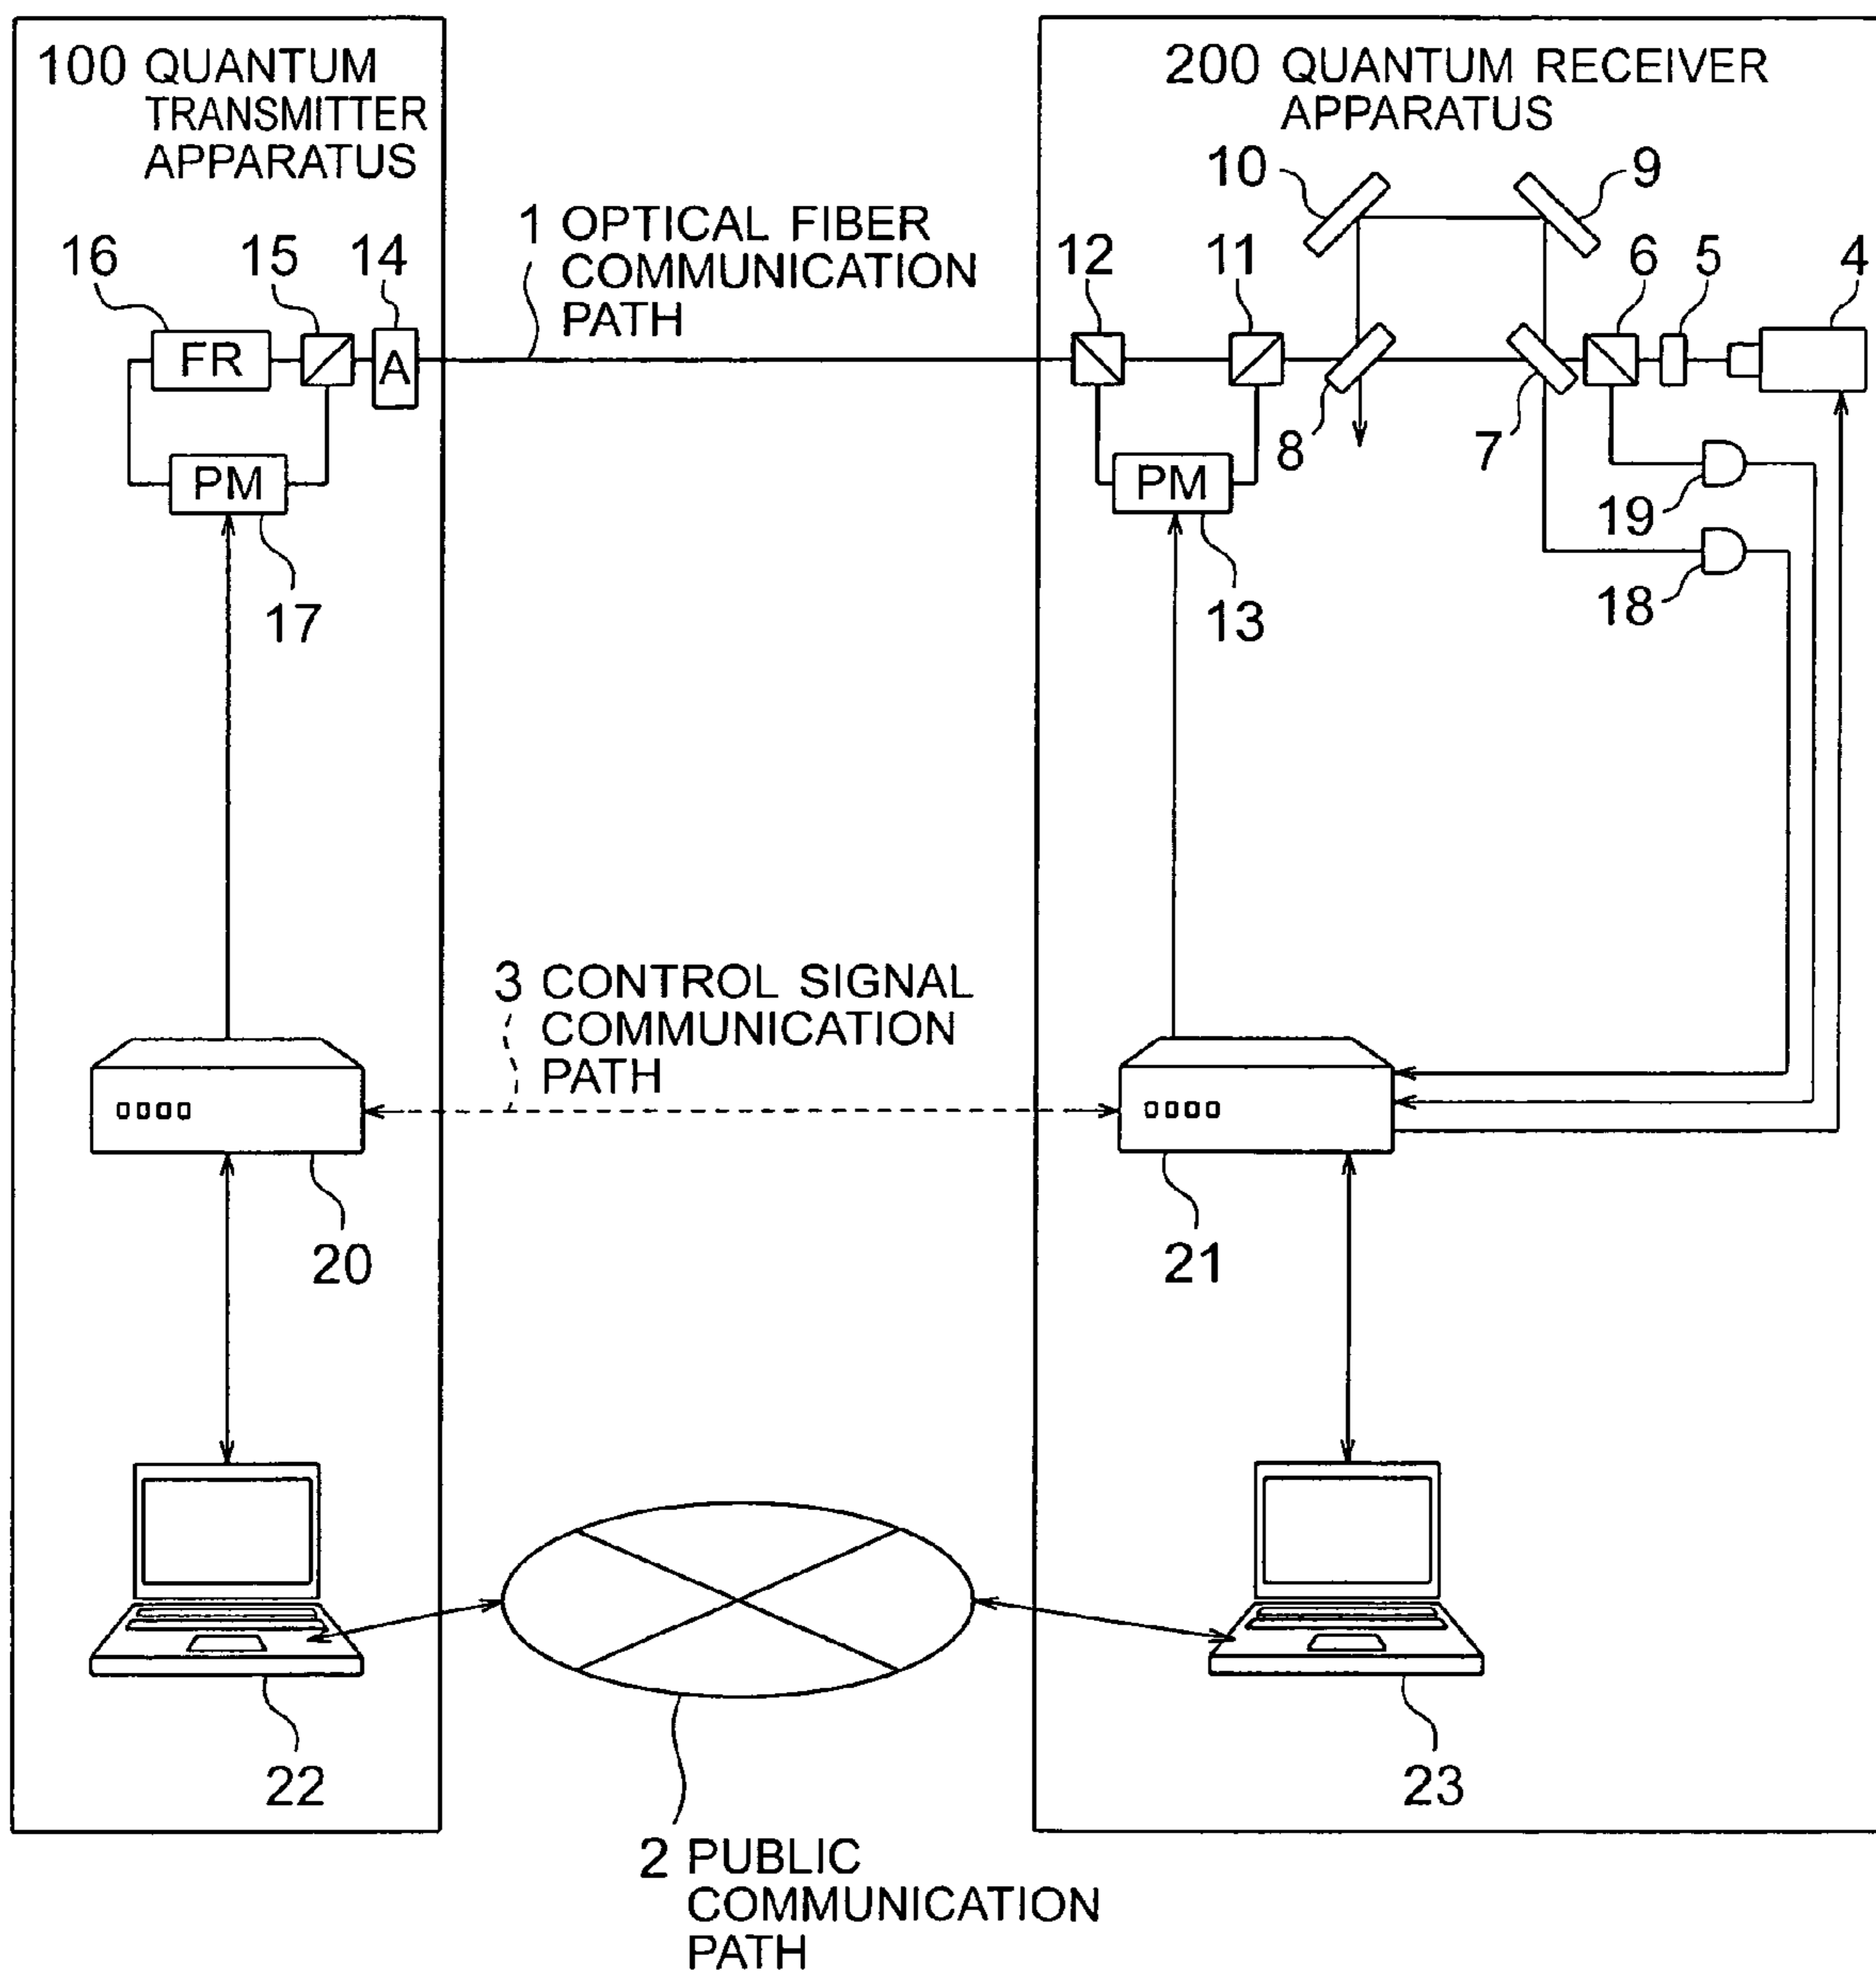 100 QUANTUM
TRANSMITTER
APPARATUS
200 QUANTUM RECEIVER
APPARATUS
10
9
1 OPTICAL FIBER
COMMUNICATION
PATH
16
15
14
12
11
6
5
4
FR
A
8
7
PM
PM
19
18
17
13
3 CONTROL SIGNAL
COMMUNICATION
PATH
20
21
22
23
2 PUBLIC
COMMUNICATION
PATH